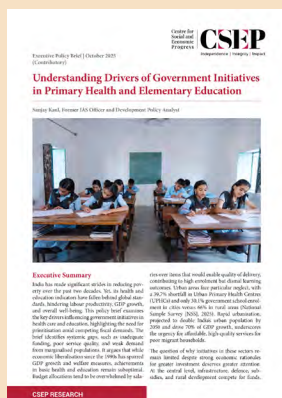 Centre for
Social and
Economic
Progress
CSEP
Independence | Integrity | Impact
Executive Policy Brief | October 2025
(Contributory)
Understanding Drivers of Government Initiatives
in Primary Health and Elementary Education
Sanjay Kaul, Former IAS Officer and Development Policy Analyst
Executive Summary
India has made significant strides in reducing pov-
erty over the past two decades. Yet, its health and
education indicators have fallen behind global stan-
dards, hindering labour productivity, GDP growth,
and overall well-being. This policy brief examines
the key drivers influencing government initiatives in
health care and education, highlighting the need for
prioritisation amid competing fiscal demands. The
brief identifies systemic gaps, such as inadequate
funding, poor service quality, and weak demand
from marginalised populations. It argues that while
economic liberalisation since the 1990s has spurred
GDP growth and welfare measures, achievements
in basic health and education remain suboptimal.
Budget allocations tend to be overwhelmed by sala-
ries over items that would enable quality of delivery,
contributing to high enrolment but dismal learning
outcomes. Urban areas face particular neglect, with
a 36.7% shortfall in Urban Primary Health Centres
(UPHCs) and only 30.1% government school enrol-
ment in cities versus 66% in rural areas (National
Sample Survey [NSS], 2025). Rapid urbanisation,
projected to double India's urban population by
2050 and drive 70% of GDP growth, underscores
the urgency for affordable, high-quality services for
poor migrant households.
The question of why initiatives in these sectors re-
main limited despite strong economic rationales
for greater investment deserves greater attention.
At the central level, infrastructure, defence, sub-
sidies, and rural development compete for funds.
CSEP RESEARCH